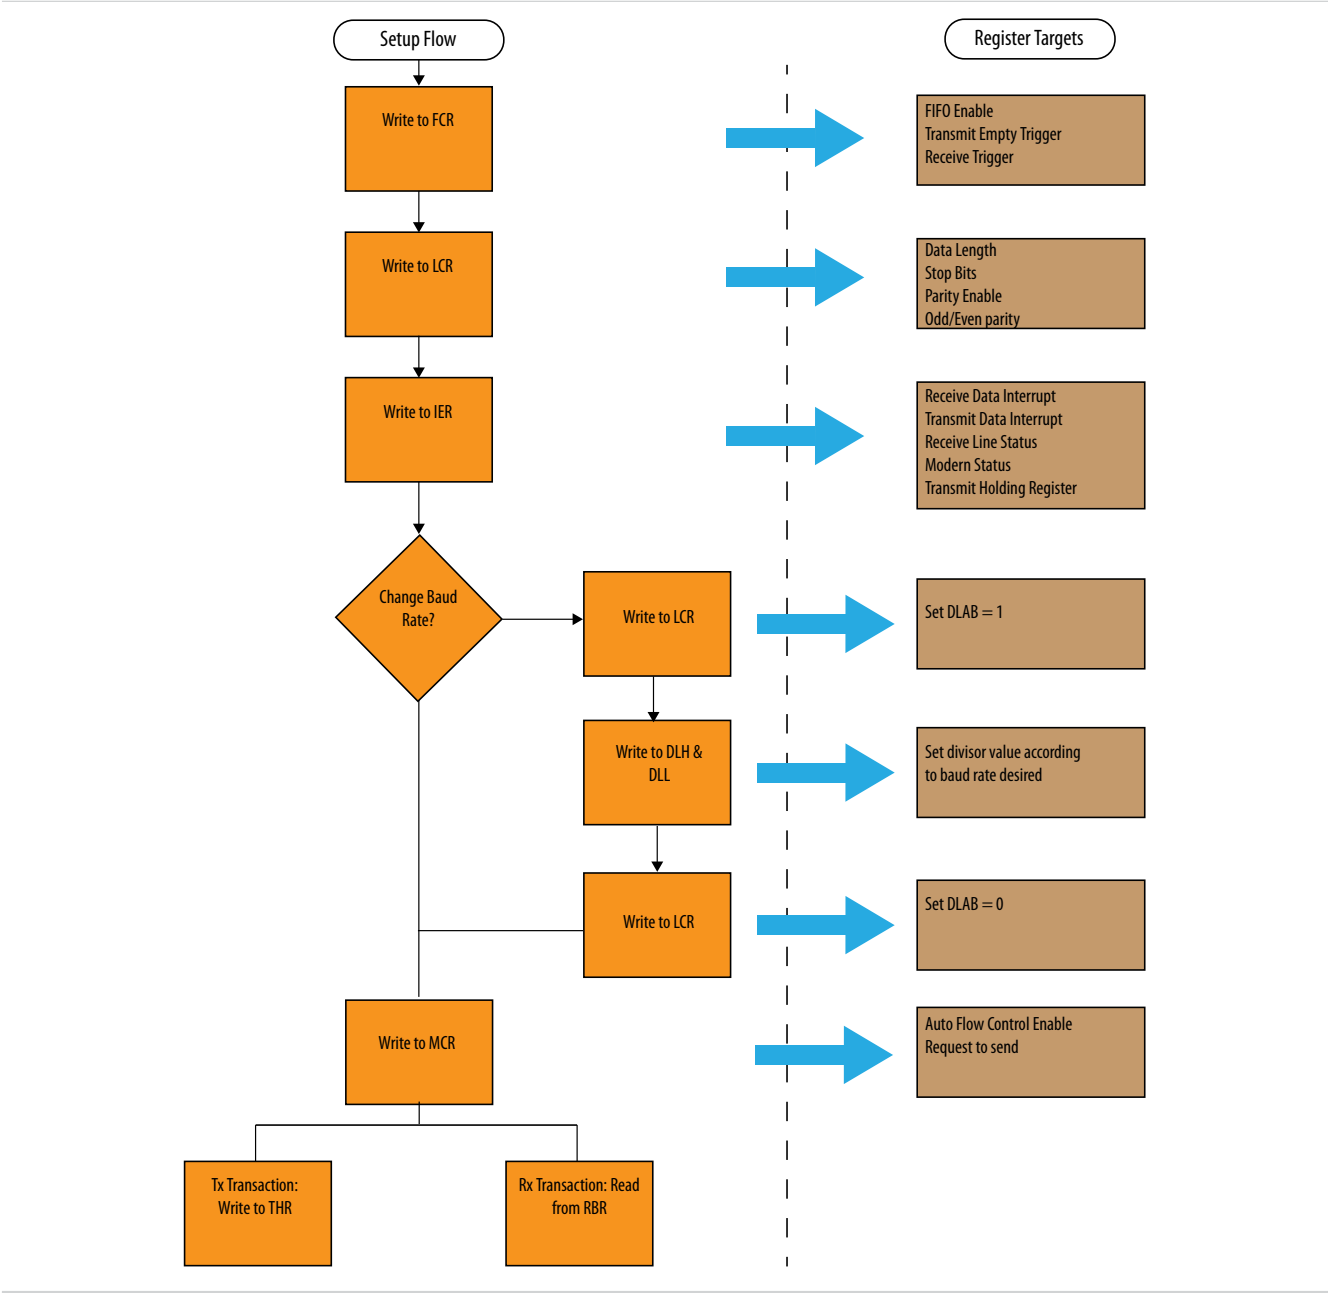 Setup Flow
Register Targets
Write to FCR
FIFO Enable
Transmit Empty Trigger
Receive Trigger
Write to LCR
Data Length
Stop Bits
Parity Enable
Odd/Even parity
Write to IER
Receive Data Interrupt
Transmit Data Interrupt
Receive Line Status
Modern Status
Transmit Holding Register
Change Baud
Rate?
Write to LCR
Set DLAB = 1
Write to DLH &
DLL
Set divisor value according
to baud rate desired
Write to LCR
Set DLAB = 0
Write to MCR
Auto Flow Control Enable
Request to send
Tx Transaction:
Write to THR
Rx Transaction: Read
from RBR